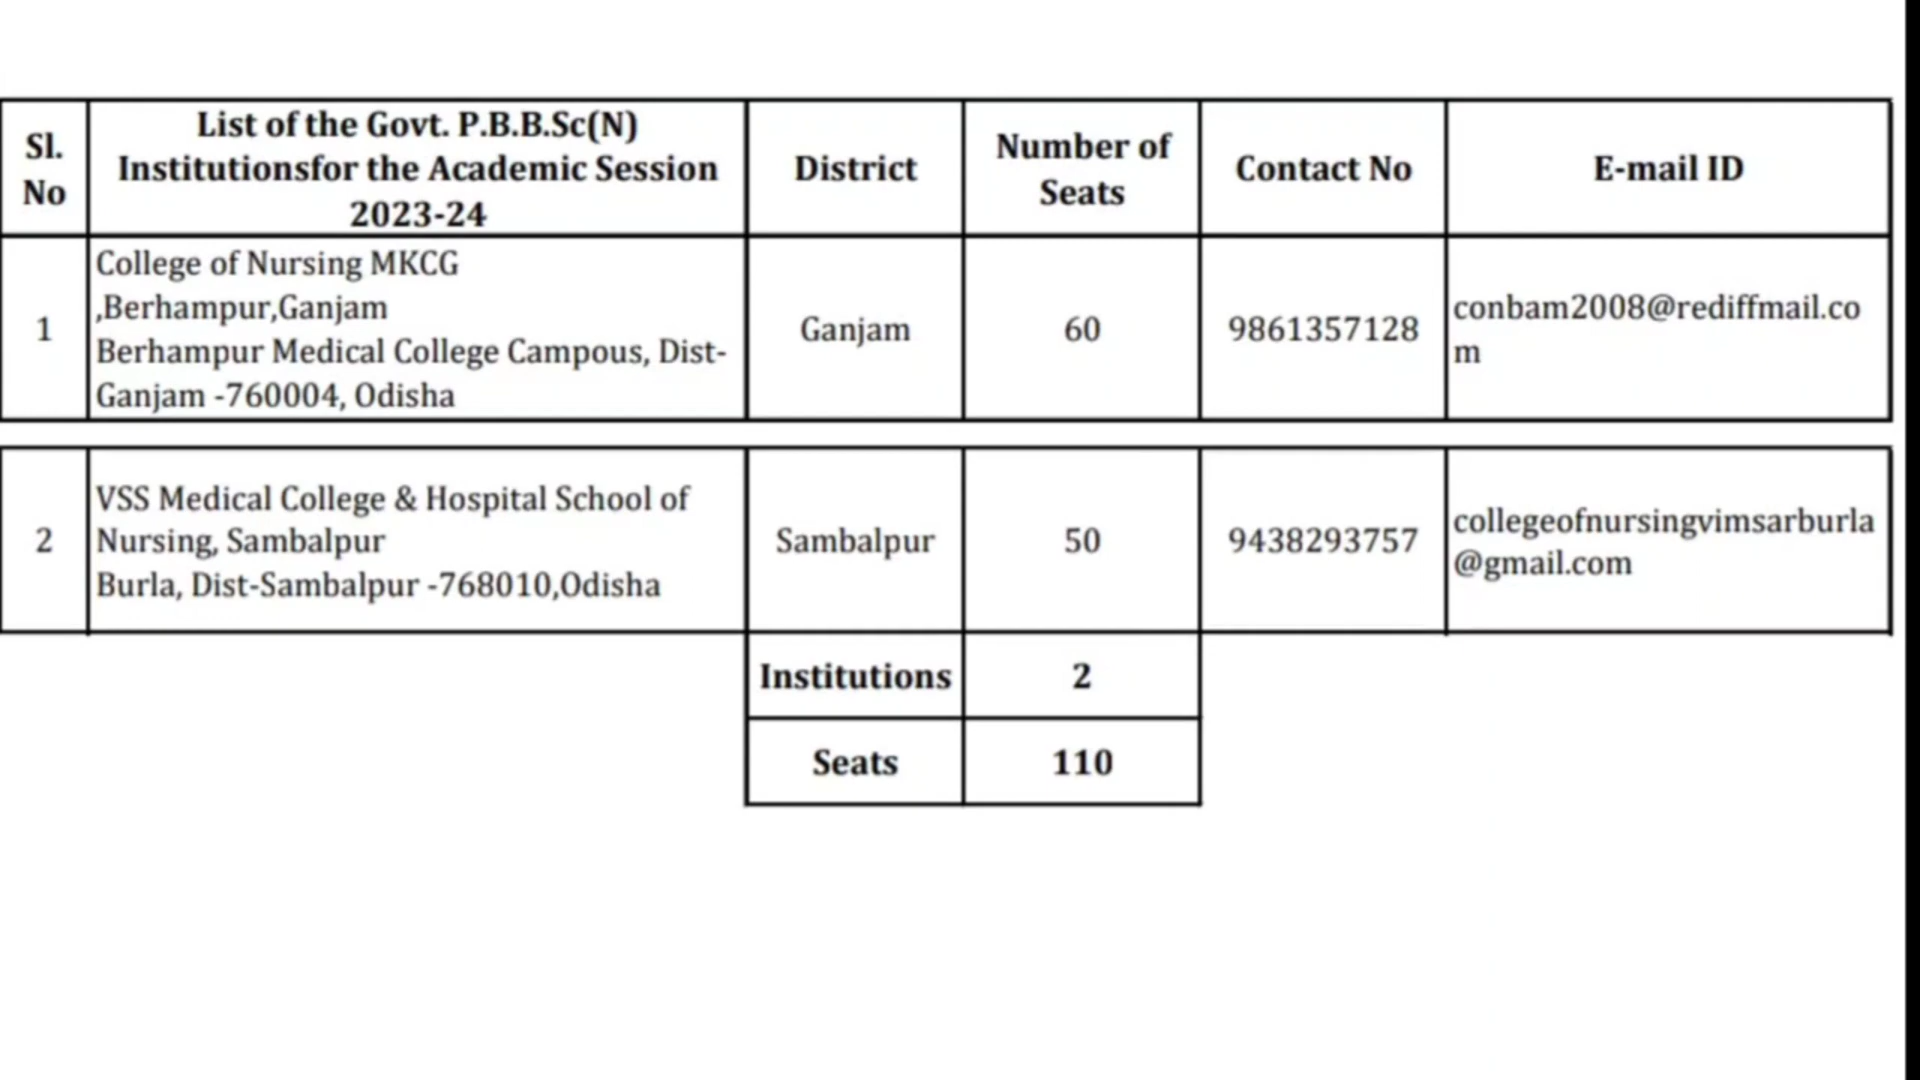 Sl.
No
List of the Govt. P.B.B.Sc(N)
Institutionsfor the Academic Session
2023-24
District
Number of
Seats
Contact No
E-mail ID
1
College of Nursing MKCG
,Berhampur,Ganjam
Berhampur Medical College Campous, Dist-
Ganjam -760004, Odisha
Ganjam
60
9861357128
conbam2008@rediffmail.co
m
2
VSS Medical College & Hospital School of
Nursing, Sambalpur
Burla, Dist-Sambalpur -768010,Odisha
Sambalpur
50
9438293757
collegeofnursingvimsarburla
@gmail.com
Institutions
2
Seats
110